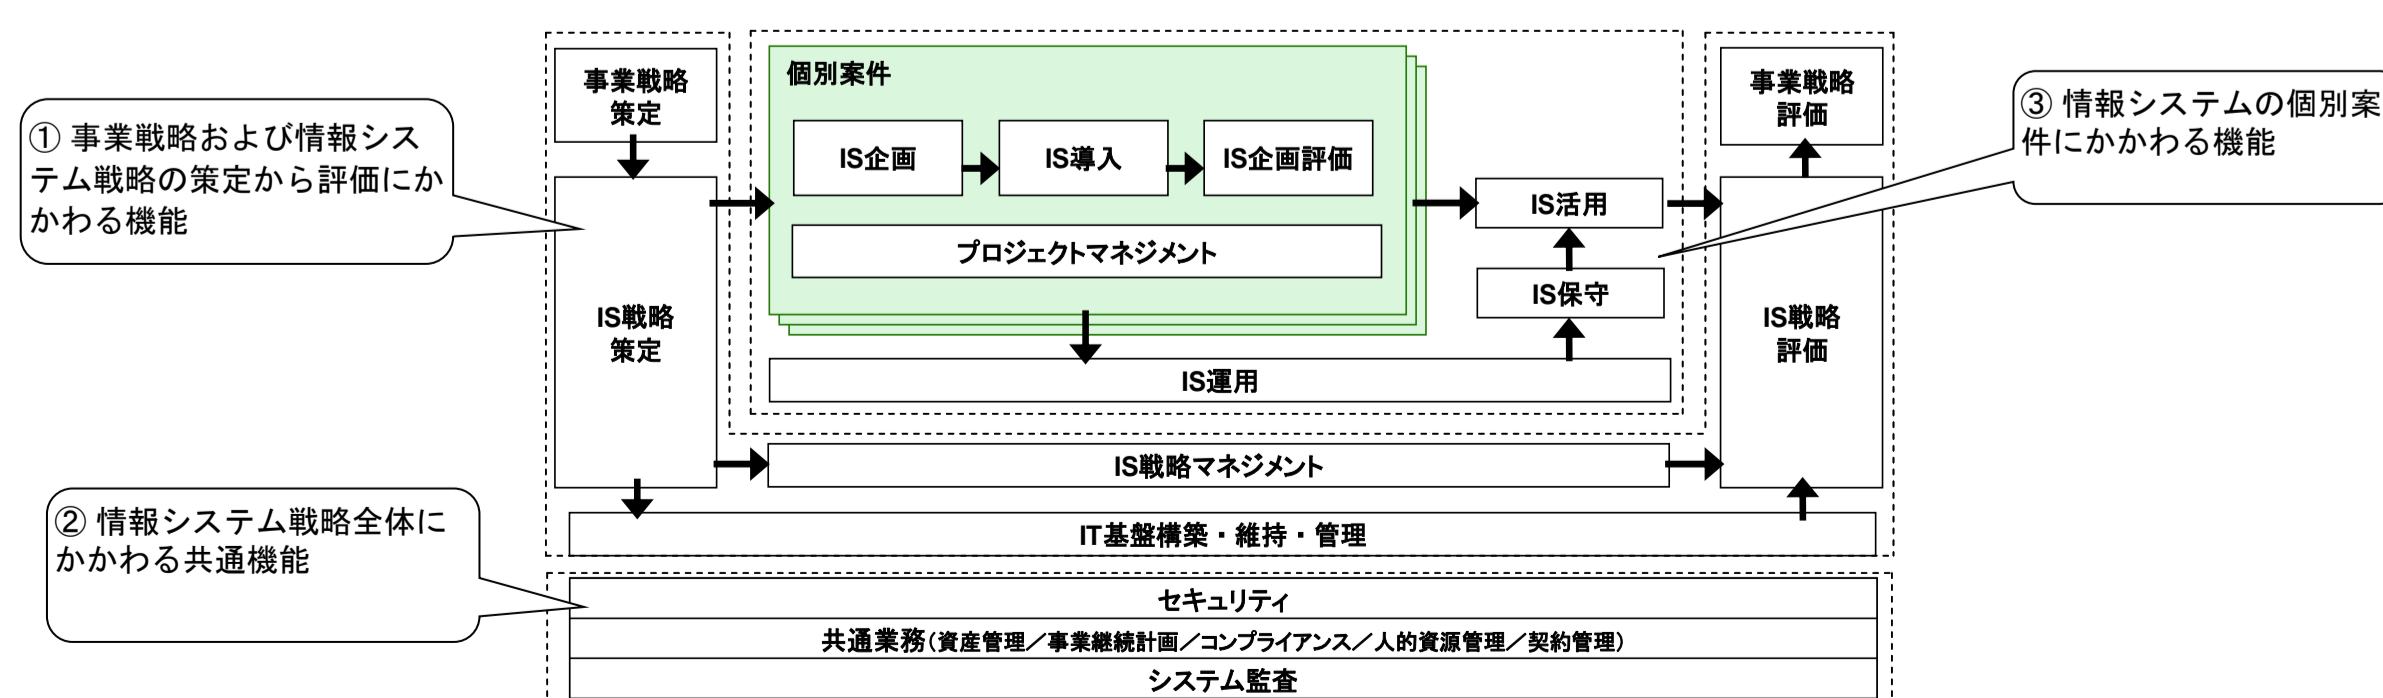 ① 事業戦略および情報シス
テム戦略の策定から評価にか
かわる機能
② 情報システム戦略全体に
かかわる共通機能
事業戦略
策定
IS戦略
策定
個別案件
IS企画
IS導入
IS企画評価
プロジェクトマネジメント
IS活用
IS保守
IS運用
IS戦略マネジメント
IT基盤構築・維持・管理
セキュリティ
共通業務(資産管理/事業継続計画/コンプライアンス/人的資源管理/契約管理)
システム監査
事業戦略
評価
IS戦略
評価
③ 情報システムの個別案
件にかかわる機能